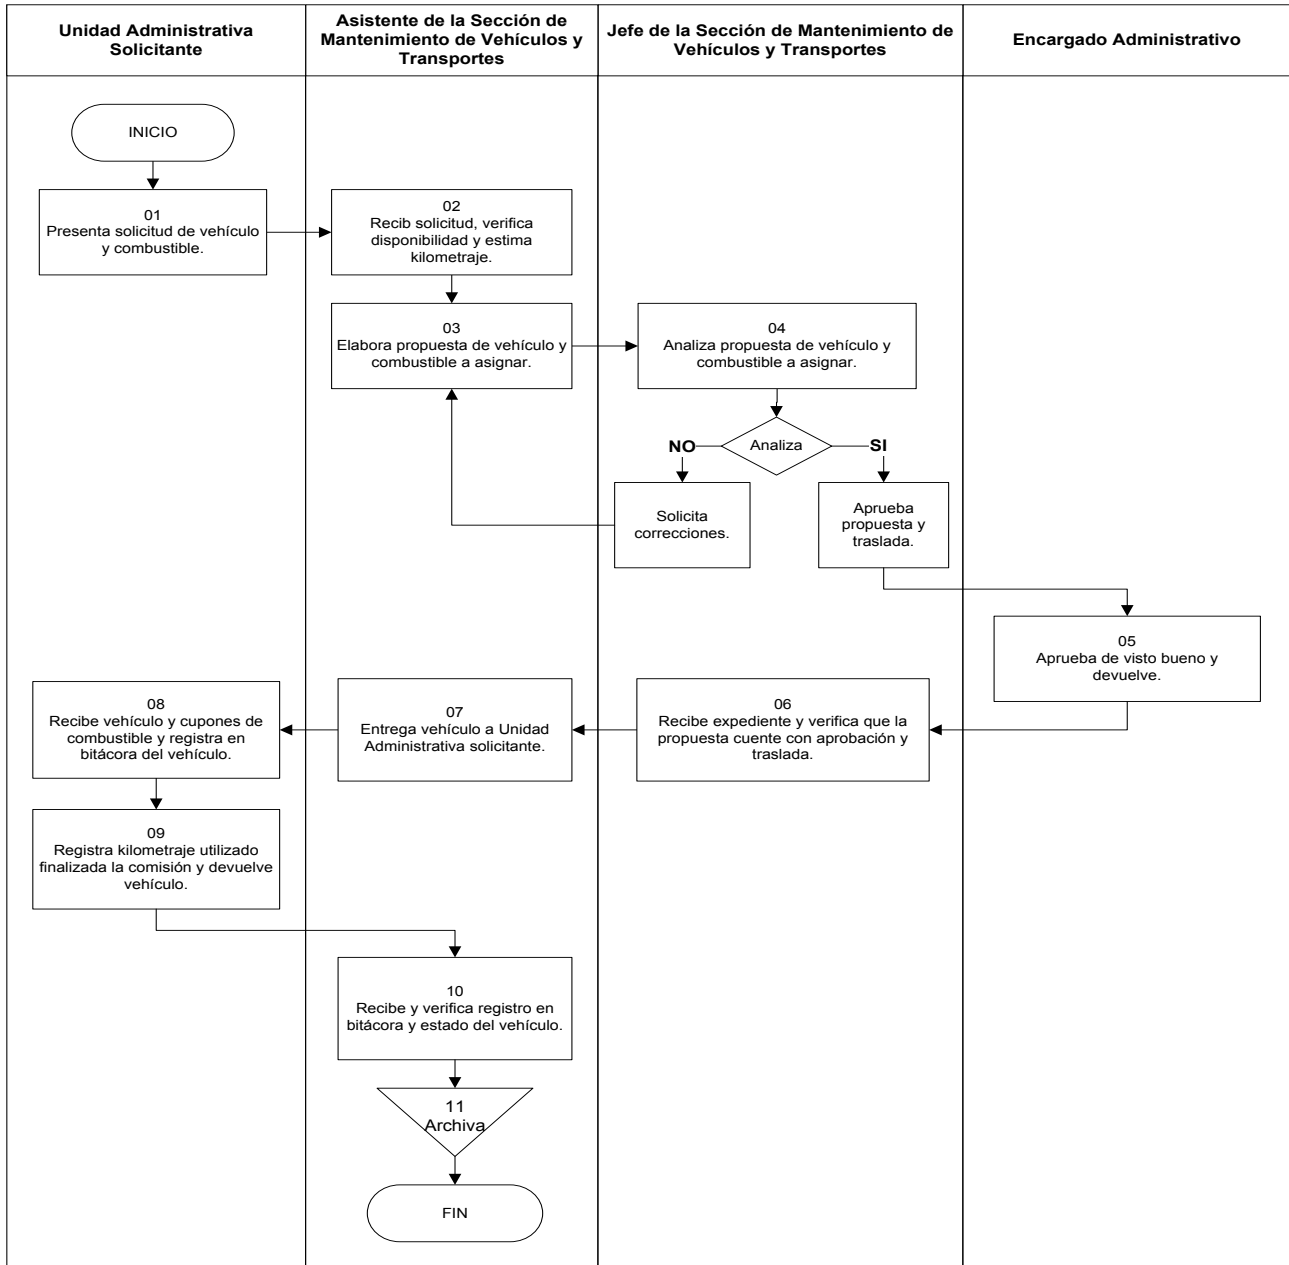 Unidad Administrativa
Solicitante
Asistente de la Sección de
Mantenimiento de Vehículos y
Transportes
Jefe de la Sección de Mantenimiento de
Vehículos y Transportes
Encargado Administrativo
INICIO
01
Presenta solicitud de vehículo
y combustible.
02
Recib solicitud, verifica
disponibilidad y estima
kilometraje.
03
Elabora propuesta de vehículo y
combustible a asignar.
04
Analiza propuesta de vehículo y
combustible a asignar.
Analiza
NO
SI
Solicita
correcciones.
Aprueba
propuesta y
traslada.
05
Aprueba de visto bueno y
devuelve.
06
Recibe expediente y verifica que la
propuesta cuente con aprobación y
traslada.
07
Entrega vehículo a Unidad
Administrativa solicitante.
08
Recibe vehículo y cupones de
combustible y registra en
bitácora del vehículo.
09
Registra kilometraje utilizado
finalizada la comisión y devuelve
vehículo.
10
Recibe y verifica registro en
bitácora y estado del vehículo.
11
Archiva
FIN